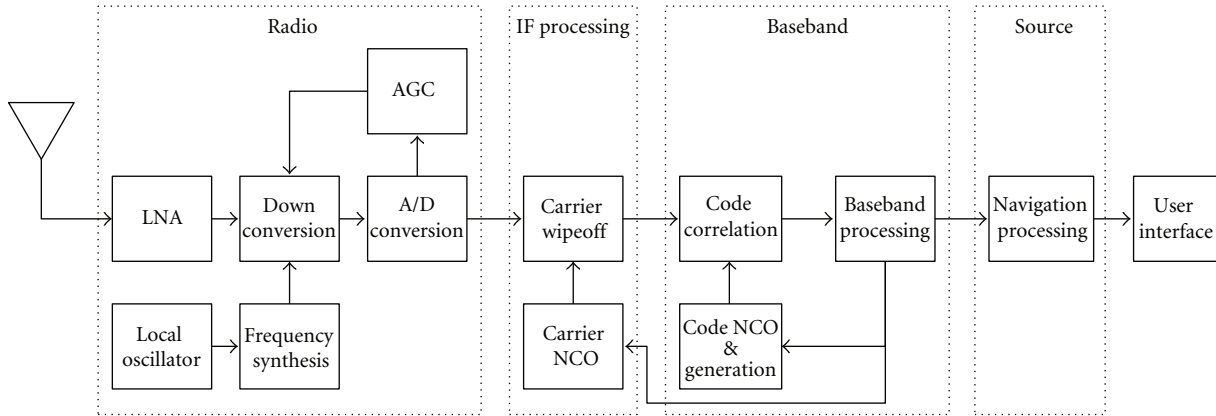 Radio
IF processing
Baseband
Source
AGC
LNA
Down
conversion
A/D
conversion
Carrier
wipeoff
Code
correlation
Baseband
processing
Navigation
processing
User
interface
Local
oscillator
Frequency
synthesis
Carrier
NCO
Code NCO
&
generation